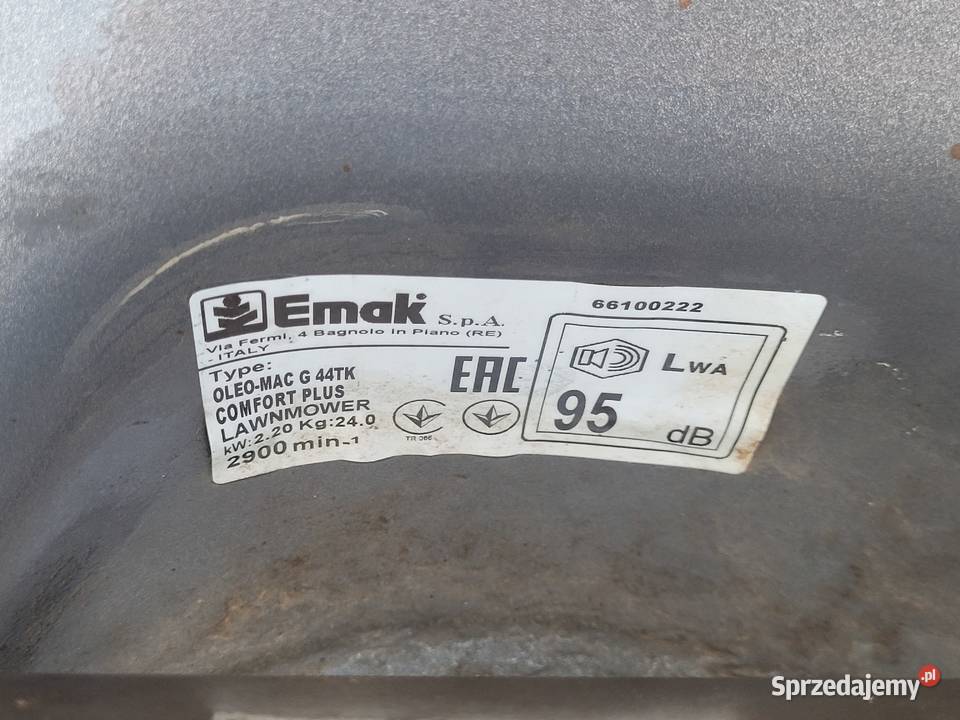 Emak S.p.A.
Via Fermi, 4 Bagnolo in Piano (RE)
- ITALY
Type:
OLEO-MAC G 44TK
COMFORT PLUS
LAWNMOWER
kW: 2.20 Kg: 24.0
2900 min-1
EAC
TR 066
66100222
LWA
95
dB
Sprzedajemy.pl